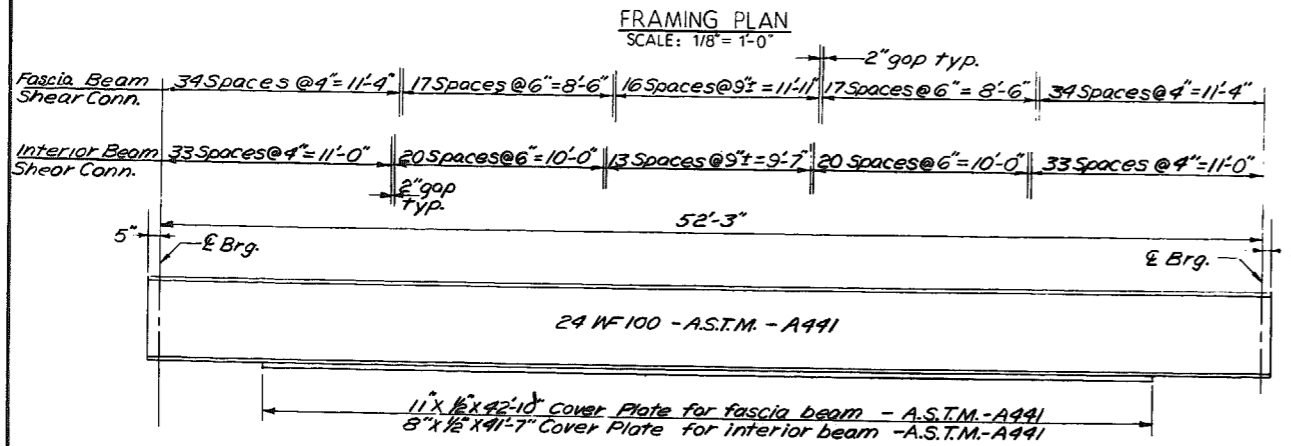 FRAMING PLAN
SCALE: 1/8" = 1'-0"
2" gap typ.
Fascia Beam Shear Conn.
34 Spaces @ 4" = 11'-4"
17 Spaces @ 6" = 8'-6"
16 Spaces @ 9"± = 11'-11"
17 Spaces @ 6" = 8'-6"
34 Spaces @ 4" = 11'-4"
Interior Beam Shear Conn.
33 Spaces @ 4" = 11'-0"
20 Spaces @ 6" = 10'-0"
13 Spaces @ 9"± = 9'-7"
20 Spaces @ 6" = 10'-0"
33 Spaces @ 4" = 11'-0"
2" gap typ.
52'-3"
5"
℄ Brg.
℄ Brg.
24 WF 100 - A.S.T.M. - A441
11" X 1/2" X 42'-10" Cover Plate for fascia beam - A.S.T.M.-A441
8" X 1/2" X 41'-7" Cover Plate for interior beam - A.S.T.M.-A441